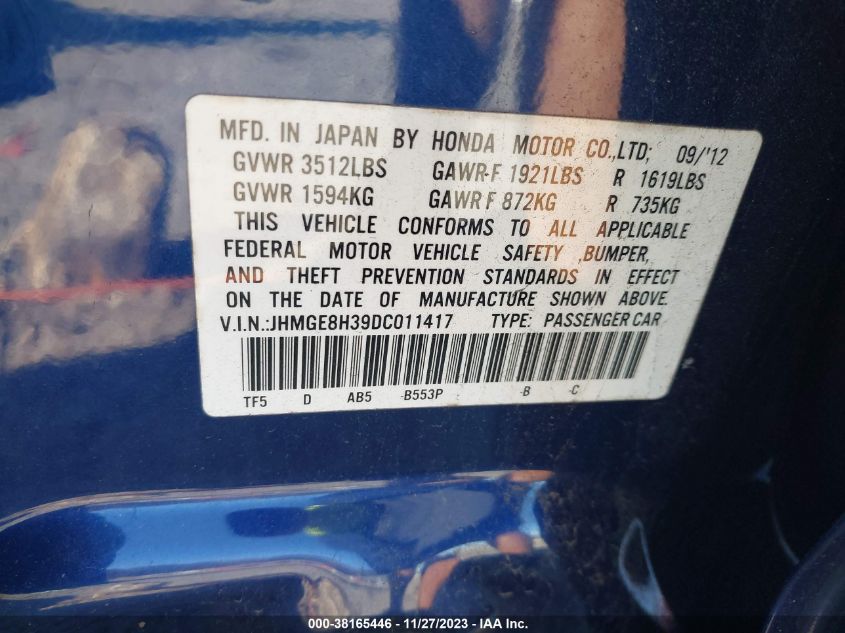 MFD. IN JAPAN BY HONDA MOTOR CO.,LTD; 09/'12
GVWR 3512LBS GAWR-F 1921LBS R 1619LBS
GVWR 1594KG GAWR F 872KG R 735KG
THIS VEHICLE CONFORMS TO ALL APPLICABLE
FEDERAL MOTOR VEHICLE SAFETY ,BUMPER,
AND THEFT PREVENTION STANDARDS IN EFFECT
ON THE DATE OF MANUFACTURE SHOWN ABOVE.
V.I.N.:JHMGE8H39DC011417 TYPE: PASSENGER CAR
TF5 D AB5 -B553P -B -C
000-38165446 - 11/27/2023 - IAA Inc.